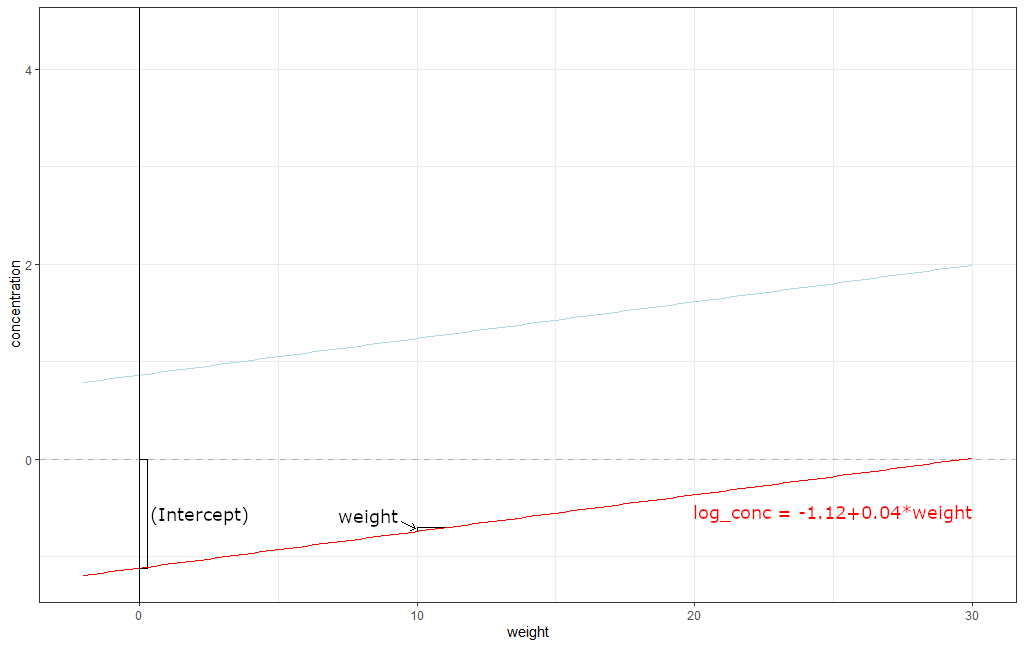 4
2
0
concentration
(Intercept)
weight
log_conc = -1.12+0.04*weight
0
10
20
30
weight